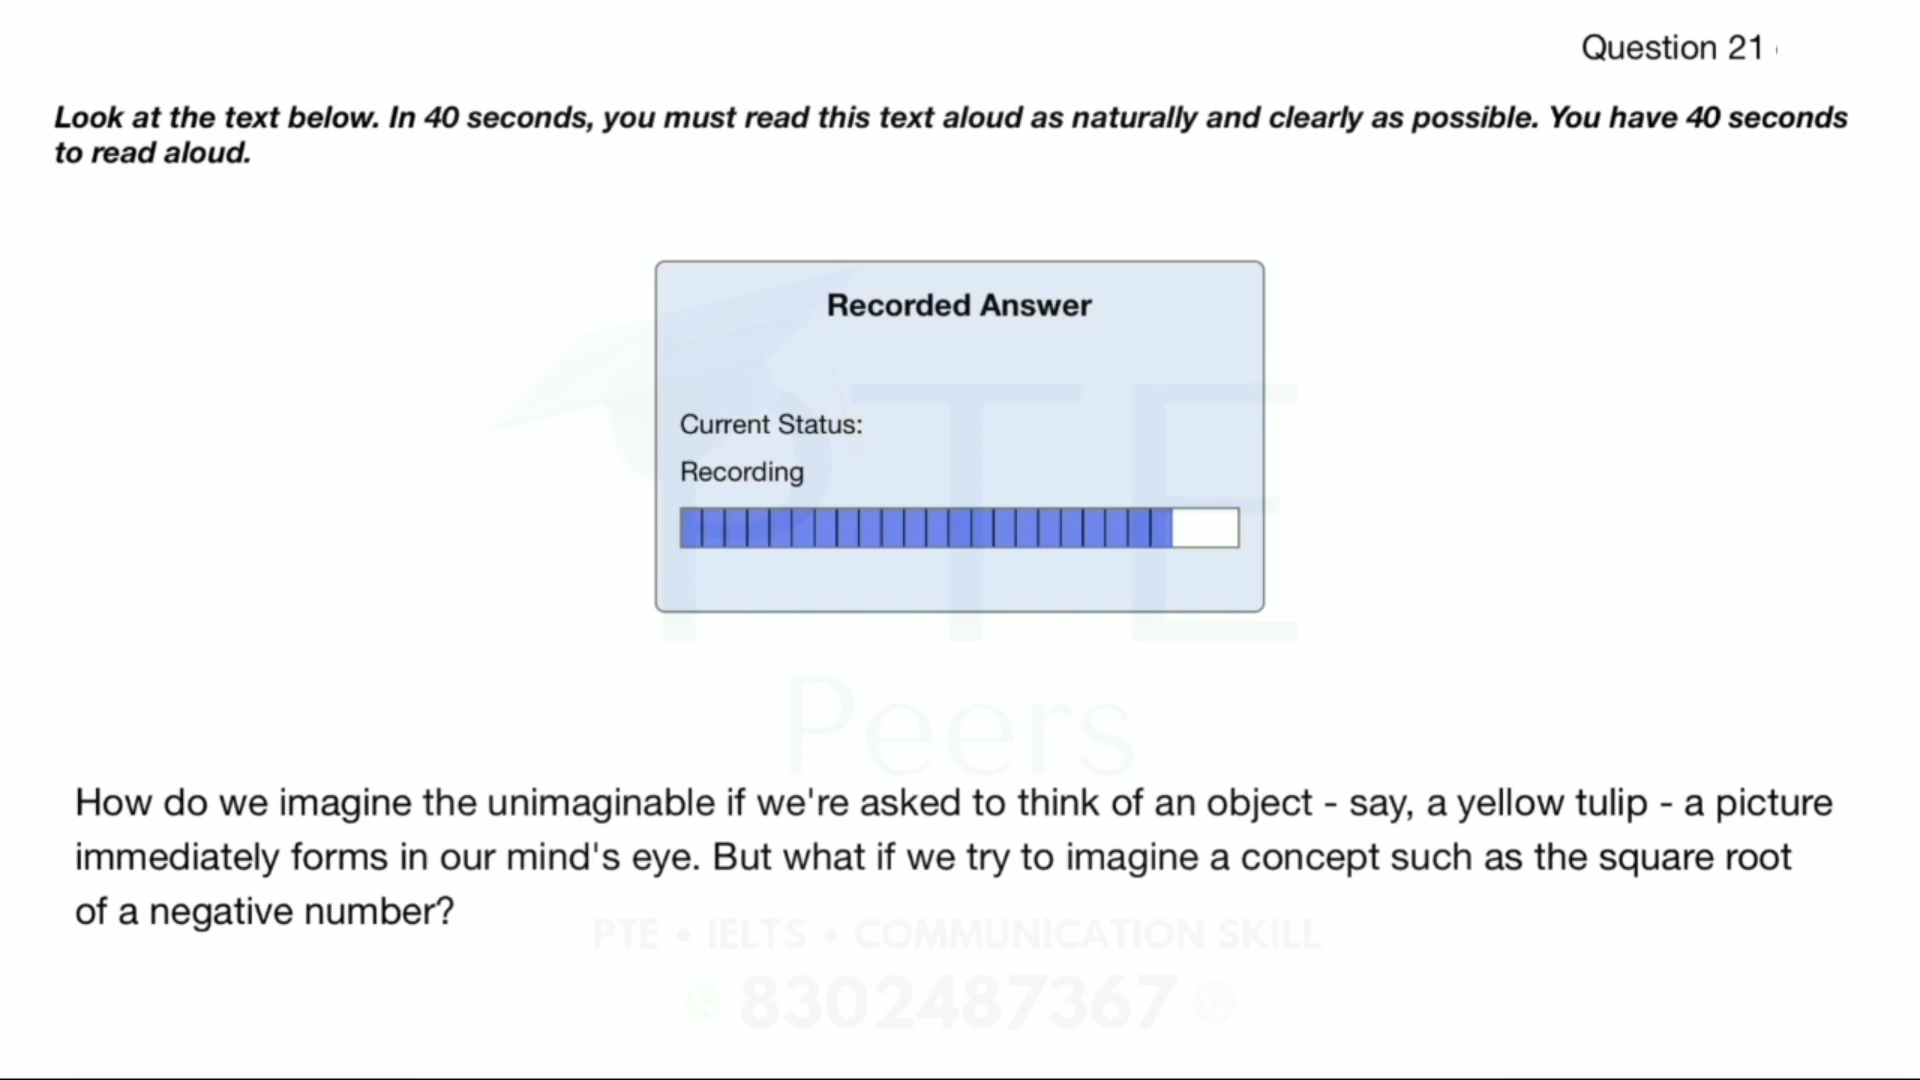 Question 21
Look at the text below. In 40 seconds, you must read this text aloud as naturally and clearly as possible. You have 40 seconds
to read aloud.
Recorded Answer
Current Status:
Recording
PTE
Peers
How do we imagine the unimaginable if we're asked to think of an object - say, a yellow tulip - a picture
immediately forms in our mind's eye. But what if we try to imagine a concept such as the square root
of a negative number?
PTE • IELTS • COMMUNICATION SKILL
8302487367